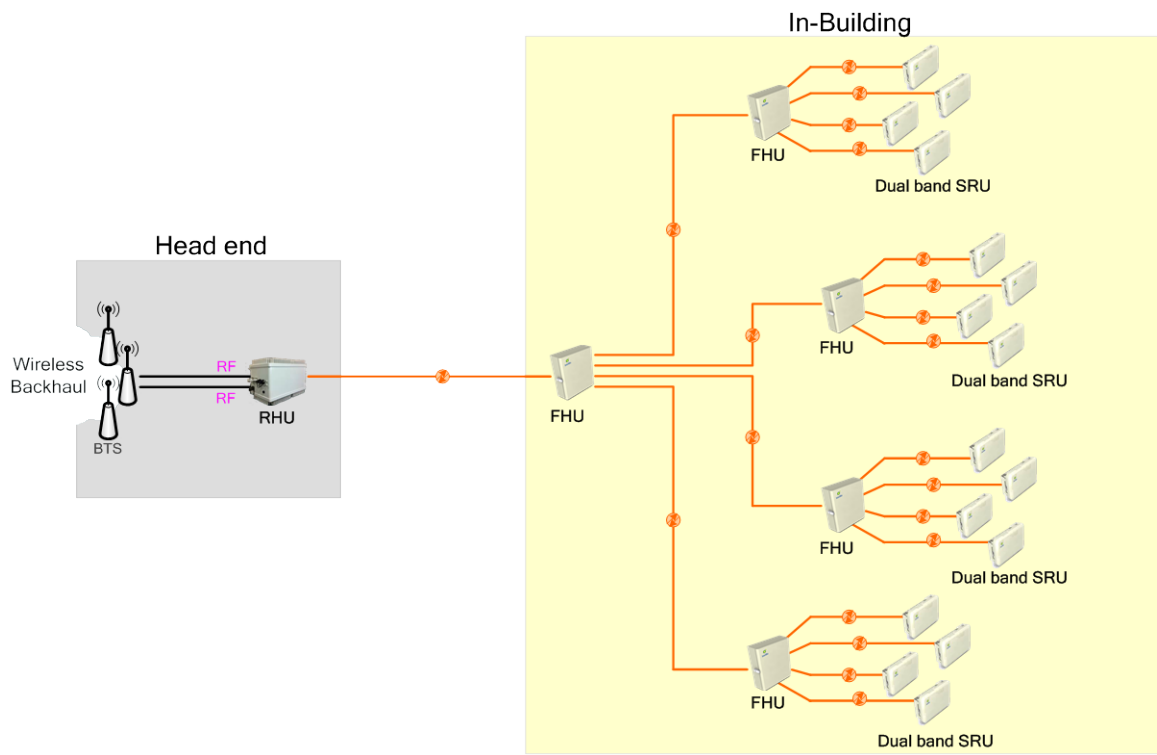 In-Building
FHU
Dual band SRU
Head end
Wireless
Backhaul
RF
RF
RHU
BTS
FHU
FHU
Dual band SRU
FHU
Dual band SRU
FHU
Dual band SRU